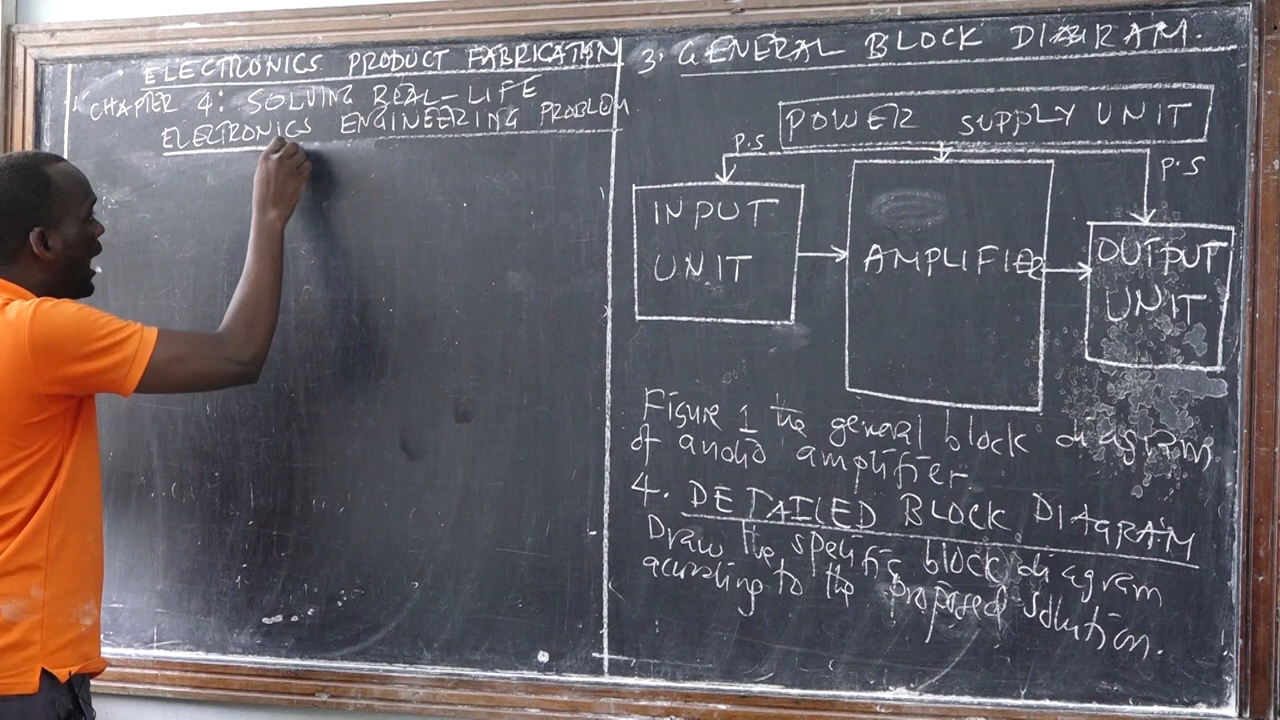 ELECTRONICS PRODUCT FABRICATION
CHAPTER 4: SOLVING REAL-LIFE
ELECTRONICS ENGINEERING PROBLEM
3. GENERAL BLOCK DIAGRAM.
POWER SUPPLY UNIT
P.S
P.S
INPUT
UNIT
AMPLIFIER
OUTPUT
UNIT
Figure 1 the general block diagram
of audio amplifier
4. DETAILED BLOCK DIAGRAM
Draw the specific block diagram
according to the proposed solution.